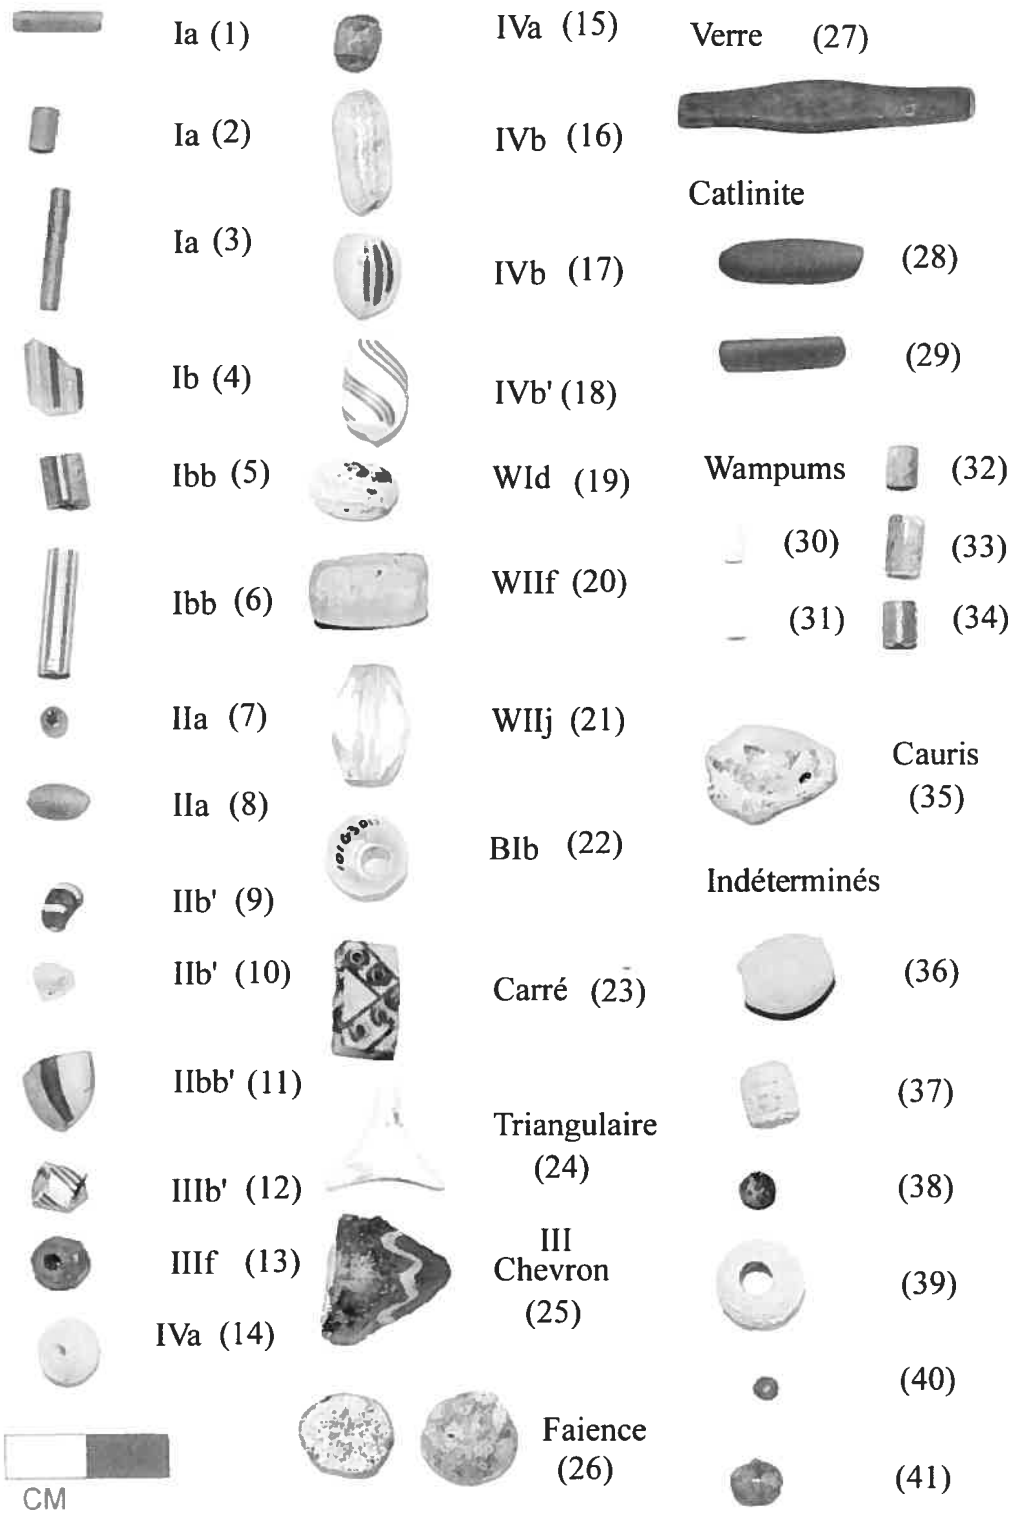 Ia (1)
Ia (2)
Ia (3)
Ib (4)
Ibb (5)
Ibb (6)
IIa (7)
IIa (8)
IIb' (9)
IIb' (10)
IIbb' (11)
IIIb' (12)
IIIf (13)
IVa (14)
CM
IVa (15)
IVb (16)
IVb (17)
IVb' (18)
WId (19)
WIIf (20)
WIIj (21)
BIb (22)
Carré (23)
Triangulaire
(24)
III
Chevron
(25)
Faience
(26)
Verre (27)
Catlinite
(28)
(29)
Wampums (32)
(30) (33)
(31) (34)
Cauris
(35)
Indéterminés
(36)
(37)
(38)
(39)
(40)
(41)